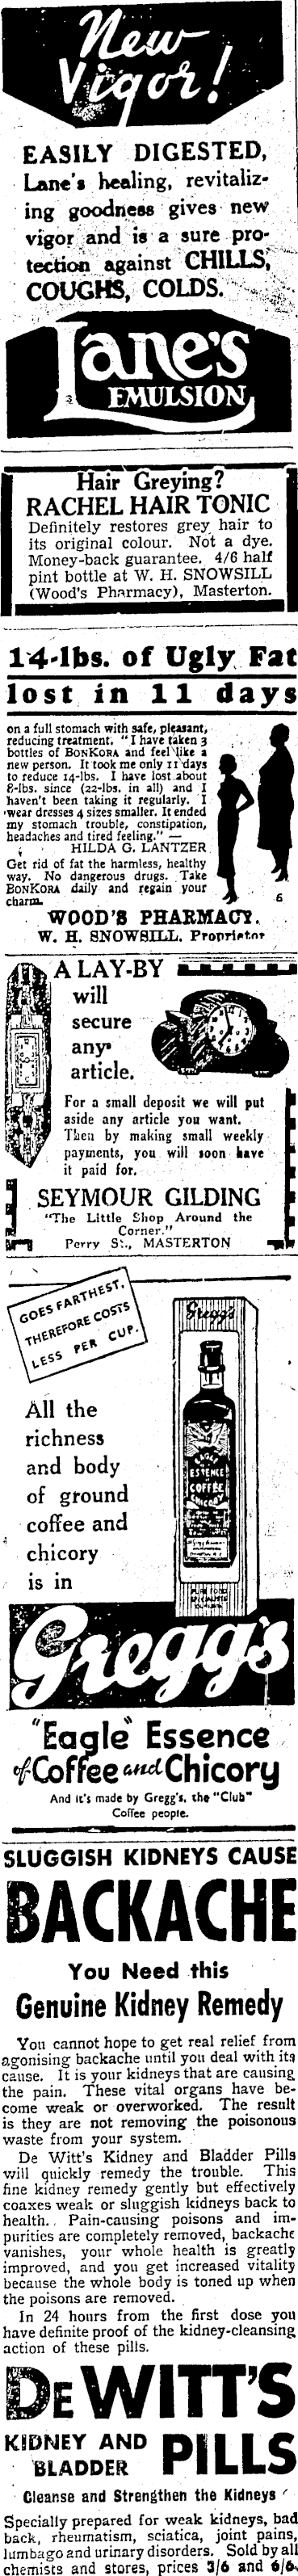 New
Vigor!
EASILY DIGESTED,
Lane's healing, revitaliz-
ing goodness gives new
vigor and is a sure pro-
tection against CHILLS,
COUGHS, COLDS.
Lane's
EMULSION
Hair Greying?
RACHEL HAIR TONIC
Definitely restores grey hair to
its original colour. Not a dye.
Money-back guarantee. 4/6 half
pint bottle at W. H. SNOWSILL
(Wood's Pharmacy), Masterton.
14-lbs. of Ugly Fat
lost in 11 days
on a full stomach with safe, pleasant,
reducing treatment. "I have taken 3
bottles of BONKORA and feel like a
new person. It took me only 11 days
to reduce 14-lbs. I have lost about
8-lbs. since (22-lbs. in all) and I
haven't been taking it regularly. I
wear dresses 4 sizes smaller. It ended
my stomach trouble, constipation,
headaches and tired feeling." —
HILDA G. LANTZER
Get rid of fat the harmless, healthy
way. No dangerous drugs. Take
BONKORA daily and regain your
charm.
6
WOOD'S PHARMACY.
W. H. SNOWSILL. Proprietor
A LAY-BY
will
secure
any
article.
For a small deposit we will put
aside any article you want.
Then by making small weekly
payments, you will soon have
it paid for.
SEYMOUR GILDING
"The Little Shop Around the
Corner."
Perry St., MASTERTON
GOES FARTHEST,
THEREFORE COSTS
LESS PER CUP.
Gregg's
All the
richness
and body
of ground
coffee and
chicory
is in
ESSENCE
OF
COFFEE
CHICORY
PURE FOOD
SPECIALISTS
Gregg's
"Eagle" Essence
of Coffee and Chicory
And it's made by Gregg's, the "Club"
Coffee people.
SLUGGISH KIDNEYS CAUSE
BACKACHE
You Need this
Genuine Kidney Remedy
You cannot hope to get real relief from
agonising backache until you deal with its
cause. It is your kidneys that are causing
the pain. These vital organs have be-
come weak or overworked. The result
is they are not removing the poisonous
waste from your system.
De Witt's Kidney and Bladder Pills
will quickly remedy the trouble. This
fine kidney remedy gently but effectively
coaxes weak or sluggish kidneys back to
health. Pain-causing poisons and im-
purities are completely removed, backache
vanishes, your whole health is greatly
improved, and you get increased vitality
because the whole body is toned up when
the poisons are removed.
In 24 hours from the first dose you
have definite proof of the kidney-cleansing
action of these pills.
DE WITT'S
KIDNEY AND
BLADDER
PILLS
Cleanse and Strengthen the Kidneys
Specially prepared for weak kidneys, bad
back, rheumatism, sciatica, joint pains,
lumbago and urinary disorders. Sold by all
chemists and stores, prices 3/6 and 6/6.